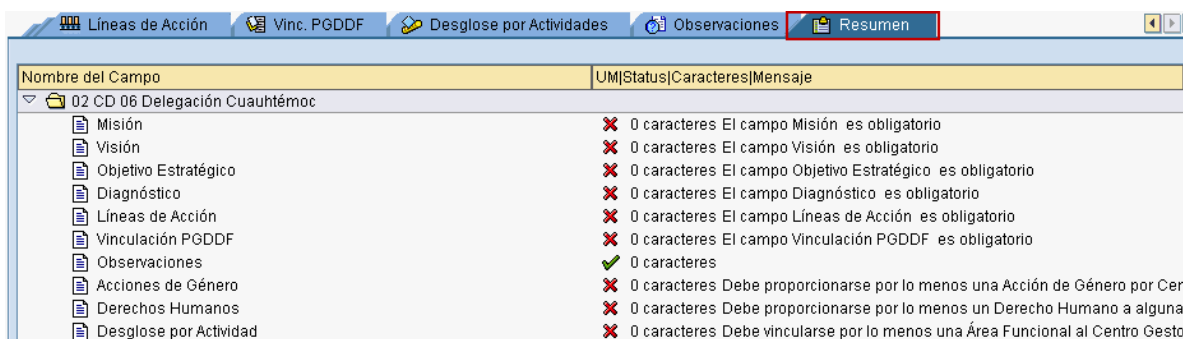 Líneas de Acción Vinc. PGDDF Desglose por Actividades Observaciones Resumen
Nombre del Campo UM|Status|Caracteres|Mensaje
02 CD 06 Delegación Cuauhtémoc
Misión 0 caracteres El campo Misión es obligatorio
Visión 0 caracteres El campo Visión es obligatorio
Objetivo Estratégico 0 caracteres El campo Objetivo Estratégico es obligatorio
Diagnóstico 0 caracteres El campo Diagnóstico es obligatorio
Líneas de Acción 0 caracteres El campo Líneas de Acción es obligatorio
Vinculación PGDDF 0 caracteres El campo Vinculación PGDDF es obligatorio
Observaciones 0 caracteres
Acciones de Género 0 caracteres Debe proporcionarse por lo menos una Acción de Género por Cer
Derechos Humanos 0 caracteres Debe proporcionarse por lo menos un Derecho Humano a alguna
Desglose por Actividad 0 caracteres Debe vincularse por lo menos una Área Funcional al Centro Gesto